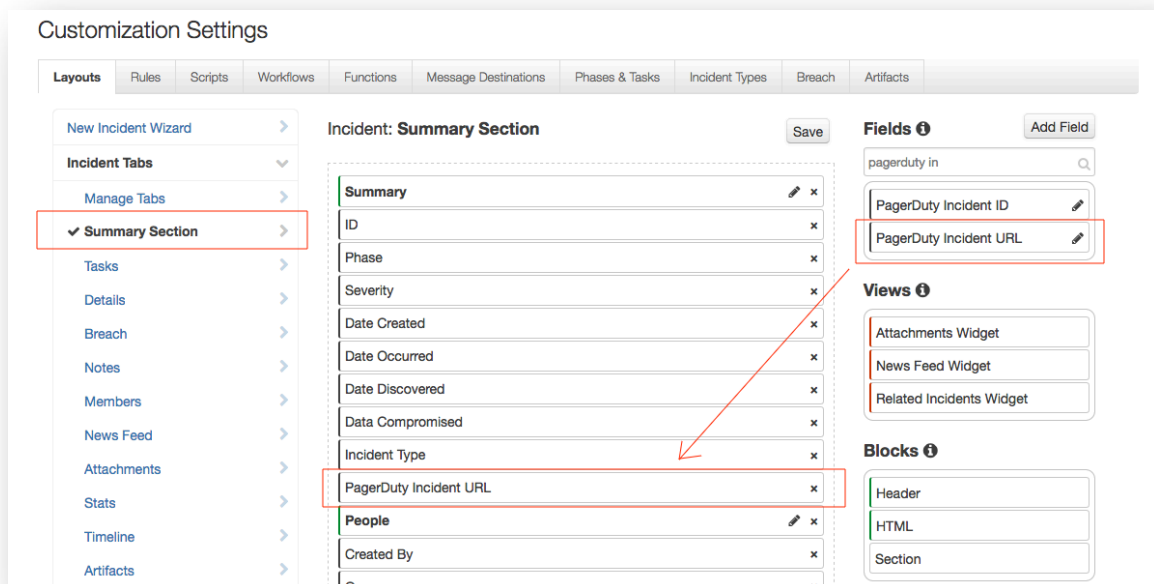 Customization Settings
Layouts
Rules
Scripts
Workflows
Functions
Message Destinations
Phases & Tasks
Incident Types
Breach
Artifacts
New Incident Wizard
Incident Tabs
Manage Tabs
Summary Section
Tasks
Details
Breach
Notes
Members
News Feed
Attachments
Stats
Timeline
Artifacts
Incident: Summary Section
Save
Summary
ID
Phase
Severity
Date Created
Date Occurred
Date Discovered
Data Compromised
Incident Type
PagerDuty Incident URL
People
Created By
Fields
Add Field
pagerduty in
PagerDuty Incident ID
PagerDuty Incident URL
Views
Attachments Widget
News Feed Widget
Related Incidents Widget
Blocks
Header
HTML
Section